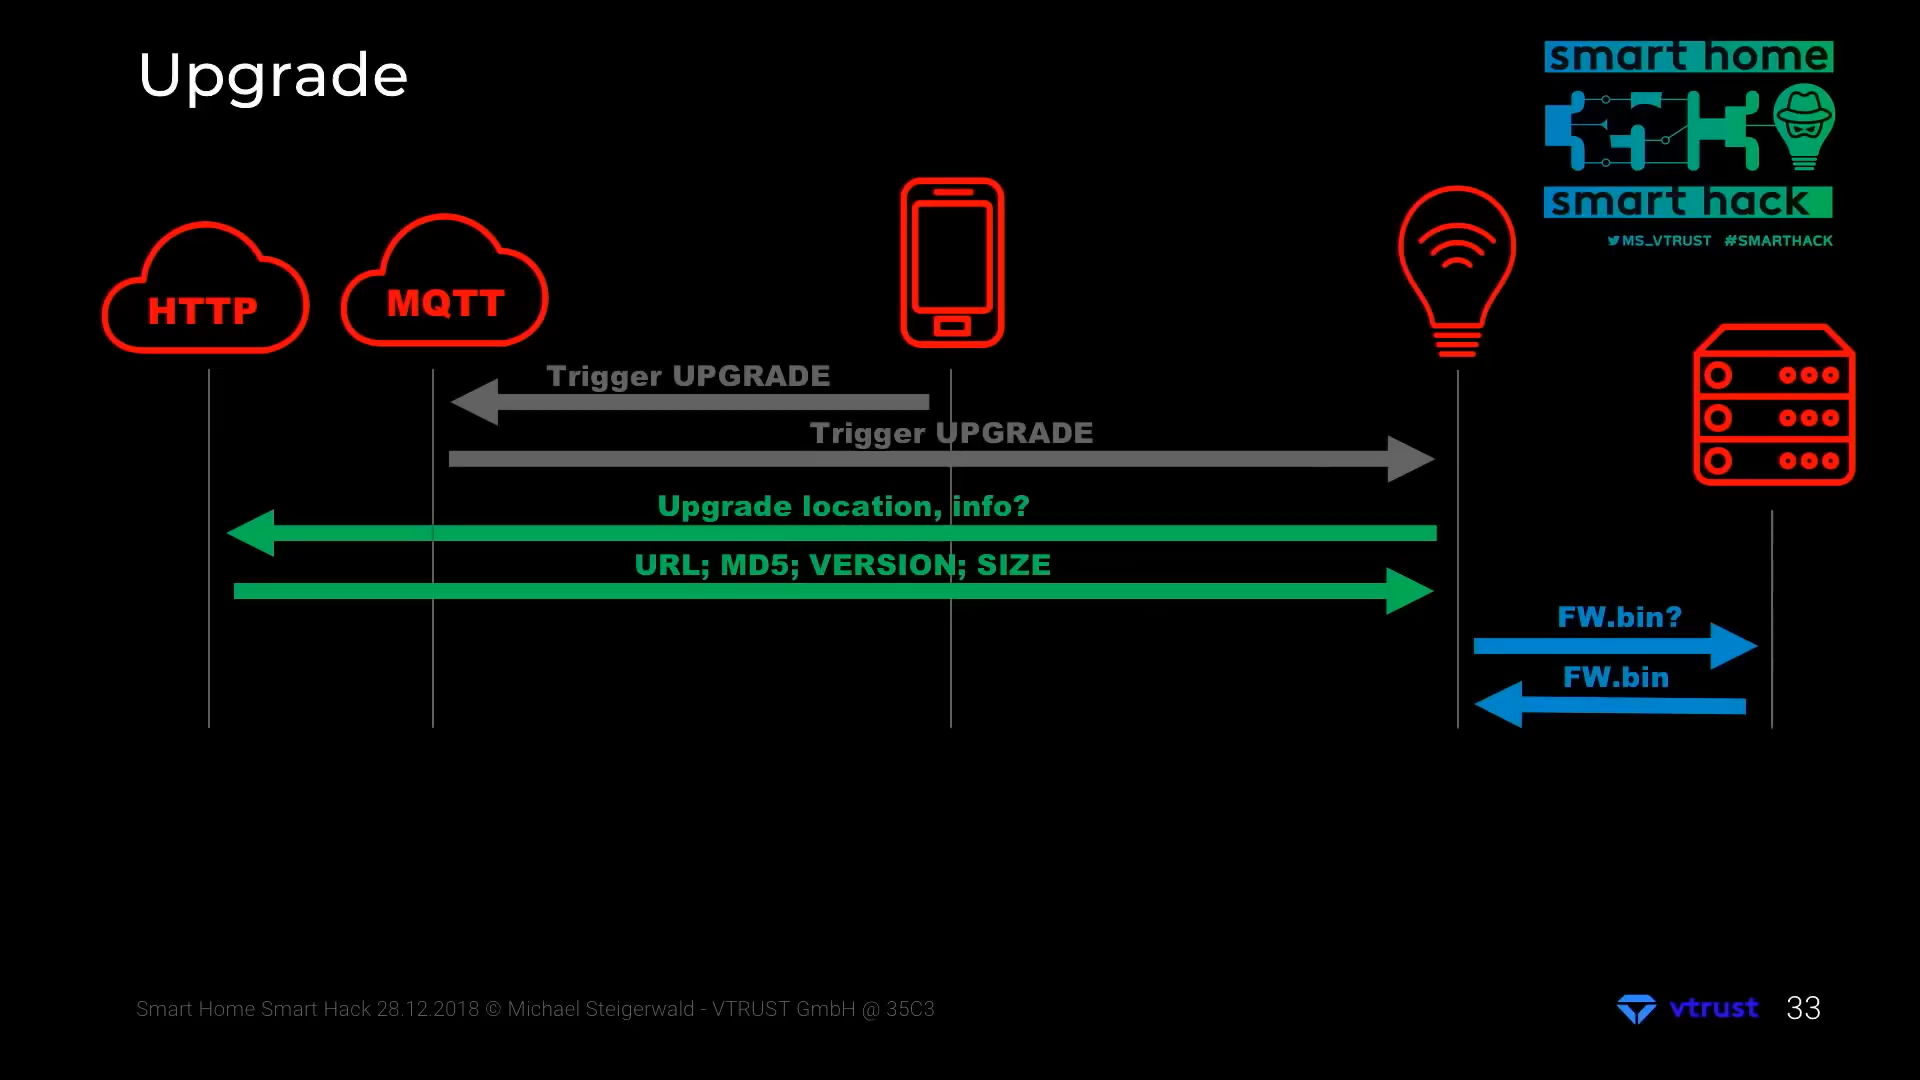 Upgrade
smart home
smart hack
MS_VTRUST #SMARTHACK
HTTP
MQTT
Trigger UPGRADE
Trigger UPGRADE
Upgrade location, info?
URL; MD5; VERSION; SIZE
FW.bin?
FW.bin
Smart Home Smart Hack 28.12.2018 © Michael Steigerwald - VTRUST GmbH @ 35C3
vtrust
33